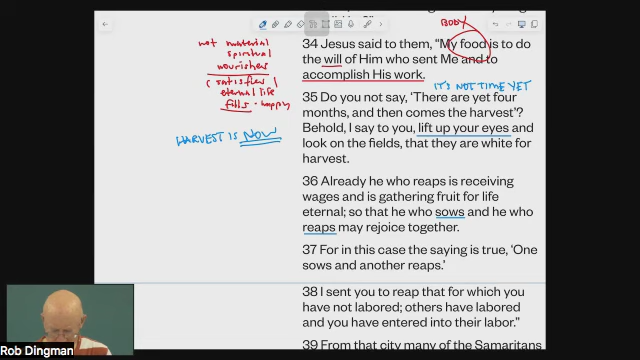 BODY
not material
spiritual
nourishes
( satisfies )
eternal life
fills - happy
HARVEST IS NOW
34 Jesus said to them, “My food is to do
the will of Him who sent Me and to
accomplish His work.
IT'S NOT TIME YET
35 Do you not say, ‘There are yet four
months, and then comes the harvest’?
Behold, I say to you, lift up your eyes and
look on the fields, that they are white for
harvest.
36 Already he who reaps is receiving
wages and is gathering fruit for life
eternal; so that he who sows and he who
reaps may rejoice together.
37 For in this case the saying is true, ‘One
sows and another reaps.’
38 I sent you to reap that for which you
have not labored; others have labored
and you have entered into their labor.”
39 From that city many of the Samaritans
Rob Dingman